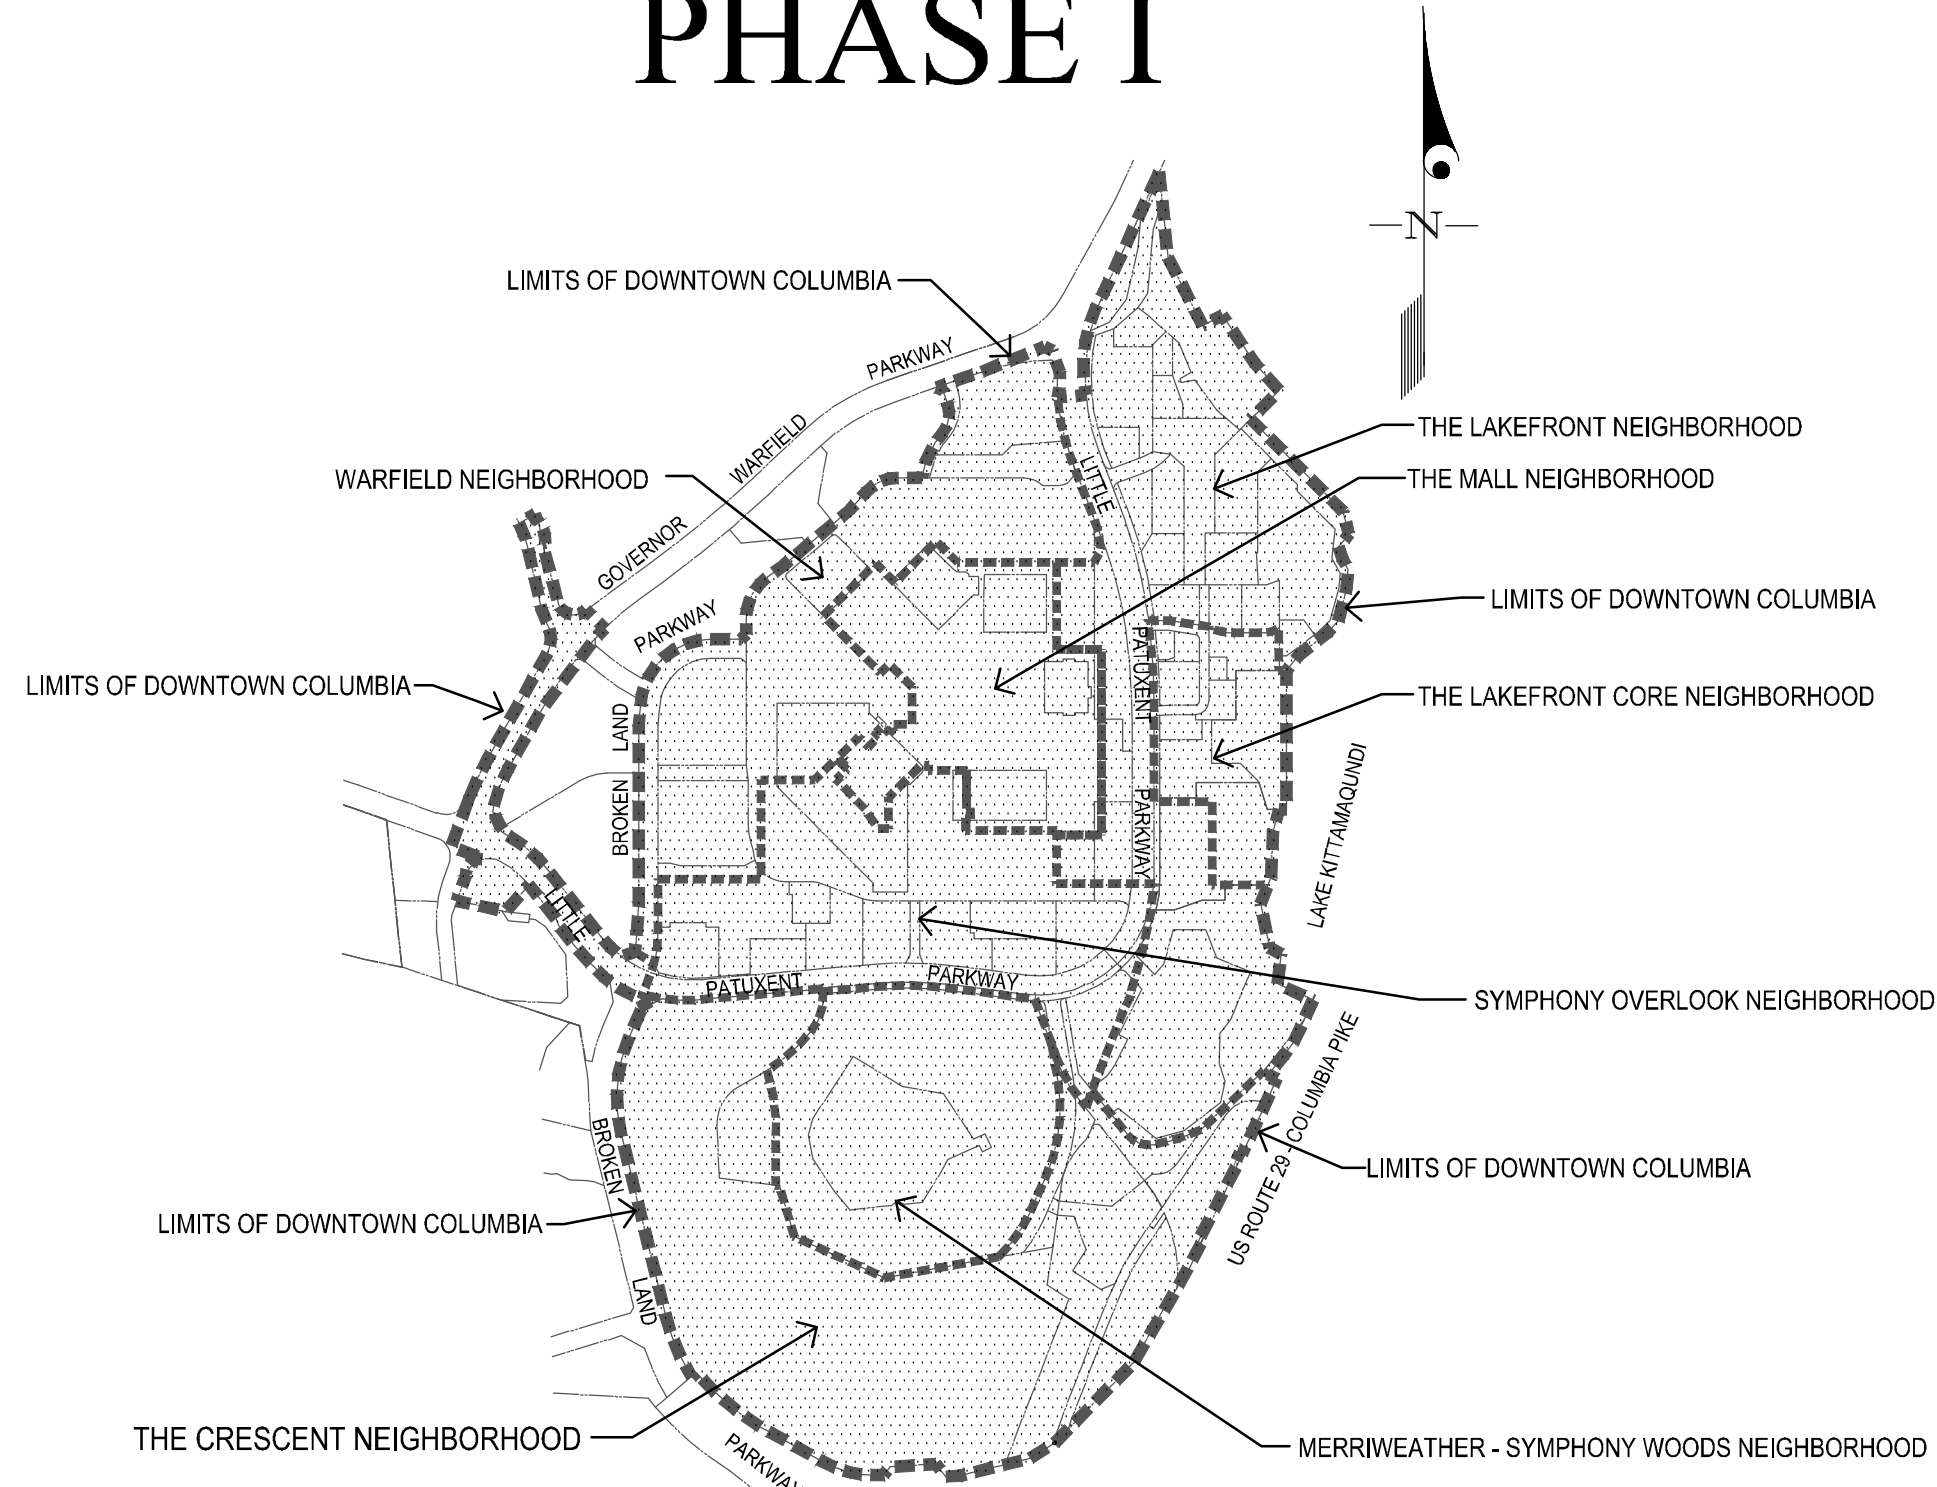 PHASE I
N
LIMITS OF DOWNTOWN COLUMBIA
PARKWAY
WARFIELD
GOVERNOR
THE LAKEFRONT NEIGHBORHOOD
WARFIELD NEIGHBORHOOD
THE MALL NEIGHBORHOOD
LITTLE
PATUXENT
PARKWAY
LIMITS OF DOWNTOWN COLUMBIA
PARKWAY
LAND
BROKEN
LIMITS OF DOWNTOWN COLUMBIA
THE LAKEFRONT CORE NEIGHBORHOOD
LAKE KITTAMAQUNDI
LITTLE
PATUXENT
PARKWAY
SYMPHONY OVERLOOK NEIGHBORHOOD
US ROUTE 29 - COLUMBIA PIKE
BROKEN
LAND
PARKWAY
LIMITS OF DOWNTOWN COLUMBIA
LIMITS OF DOWNTOWN COLUMBIA
THE CRESCENT NEIGHBORHOOD
MERRIWEATHER - SYMPHONY WOODS NEIGHBORHOOD